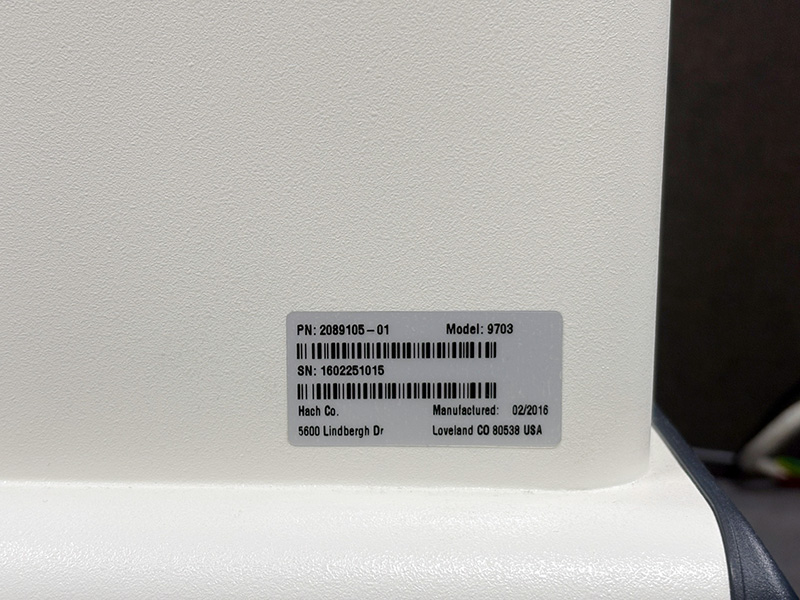 PN: 2089105-01 Model: 9703
SN: 1602251015
Hach Co. Manufactured: 02/2016
5600 Lindbergh Dr Loveland CO 80538 USA